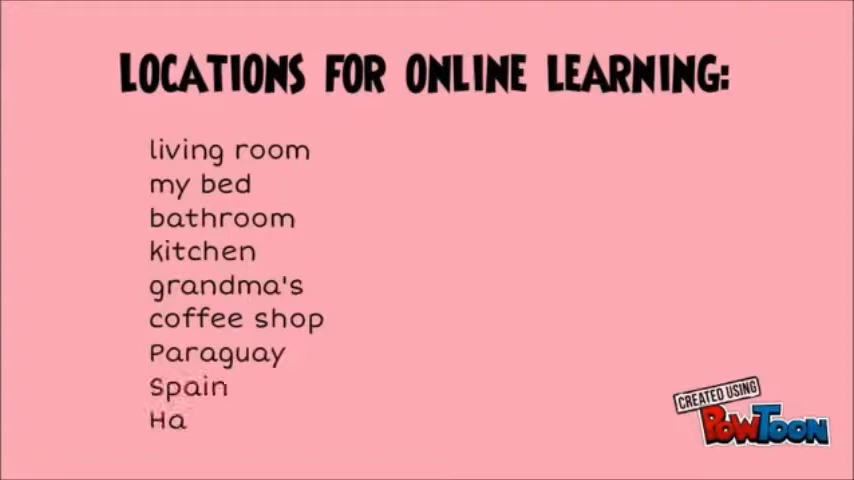 LOCATIONS FOR ONLINE LEARNING:
living room
my bed
bathroom
kitchen
grandma's
coffee shop
Paraguay
Spain
Ha
CREATED USING
POWTOON